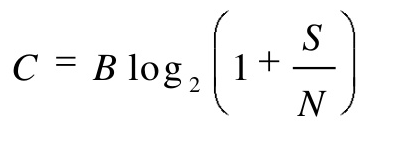 C = B log₂ (1 + S/N)